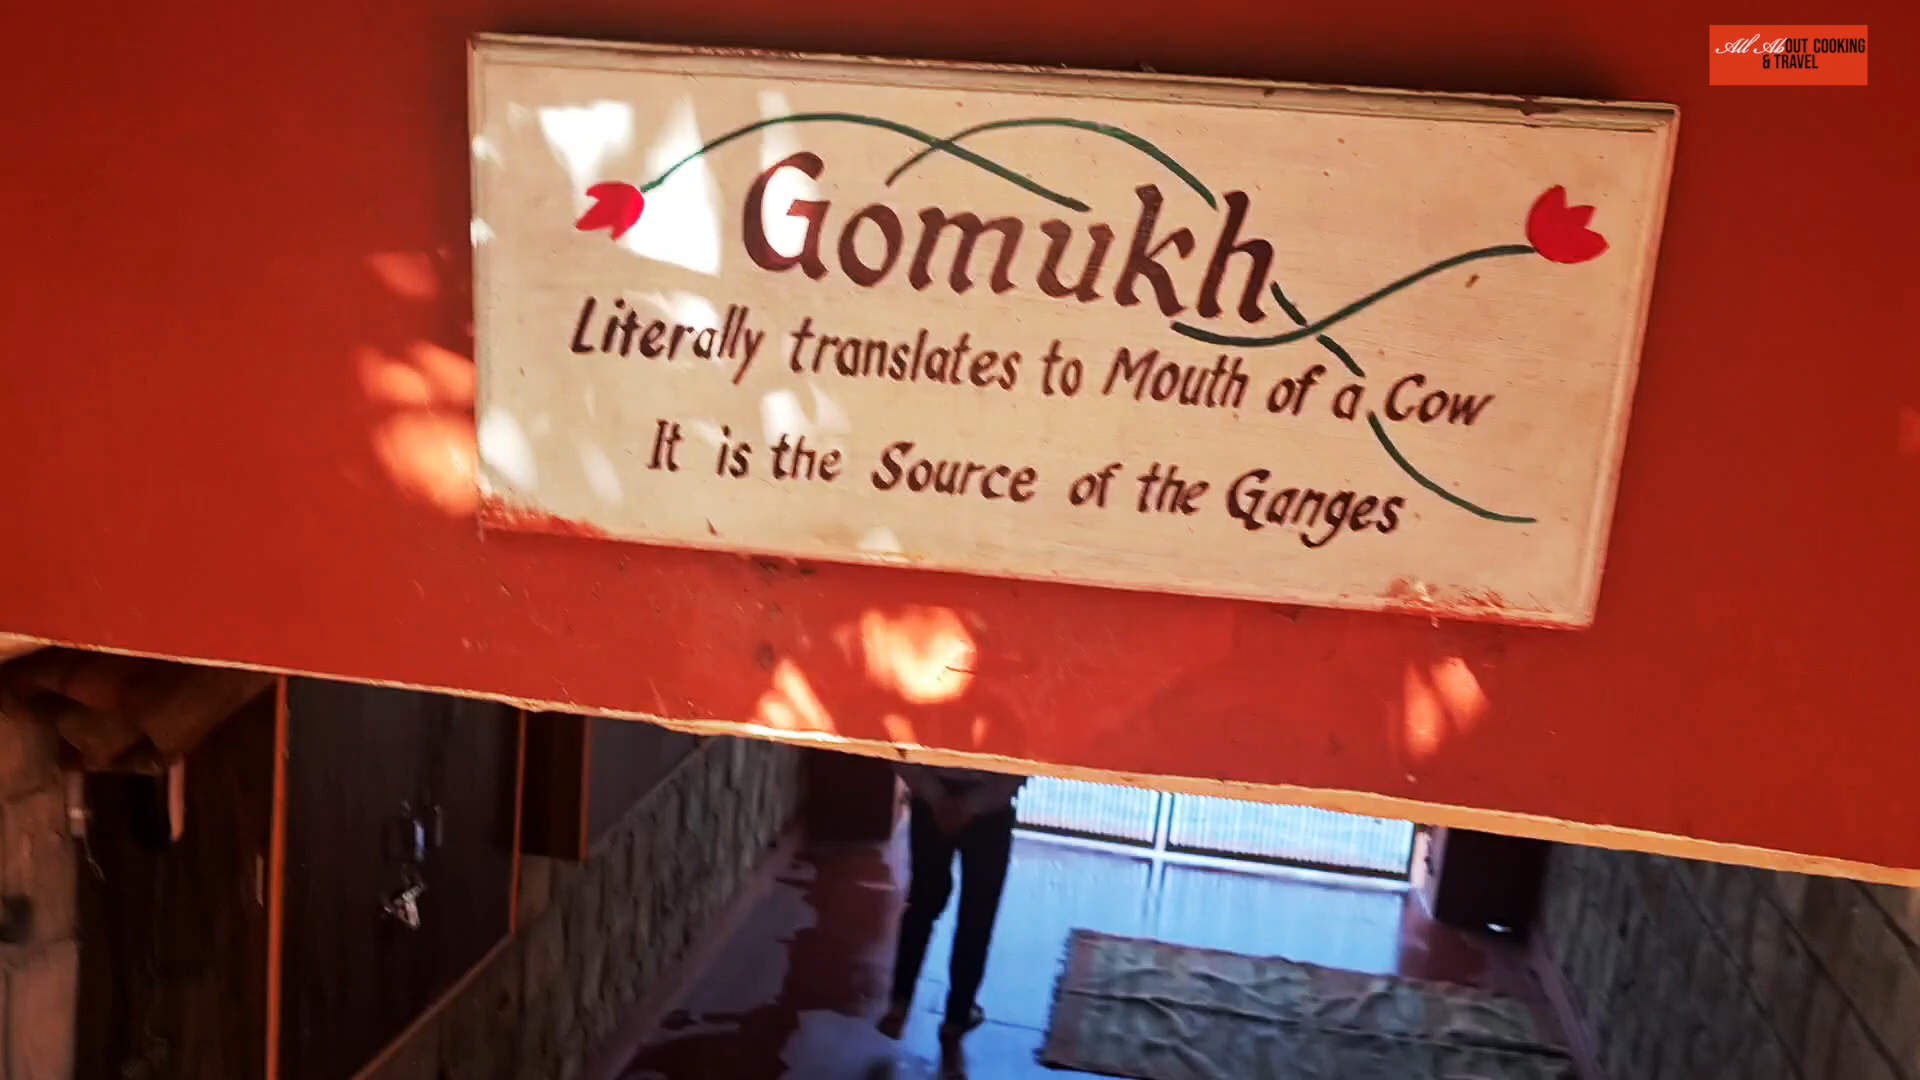 All About COOKING
& TRAVEL
Gomukh
Literally translates to Mouth of a Cow
It is the Source of the Ganges